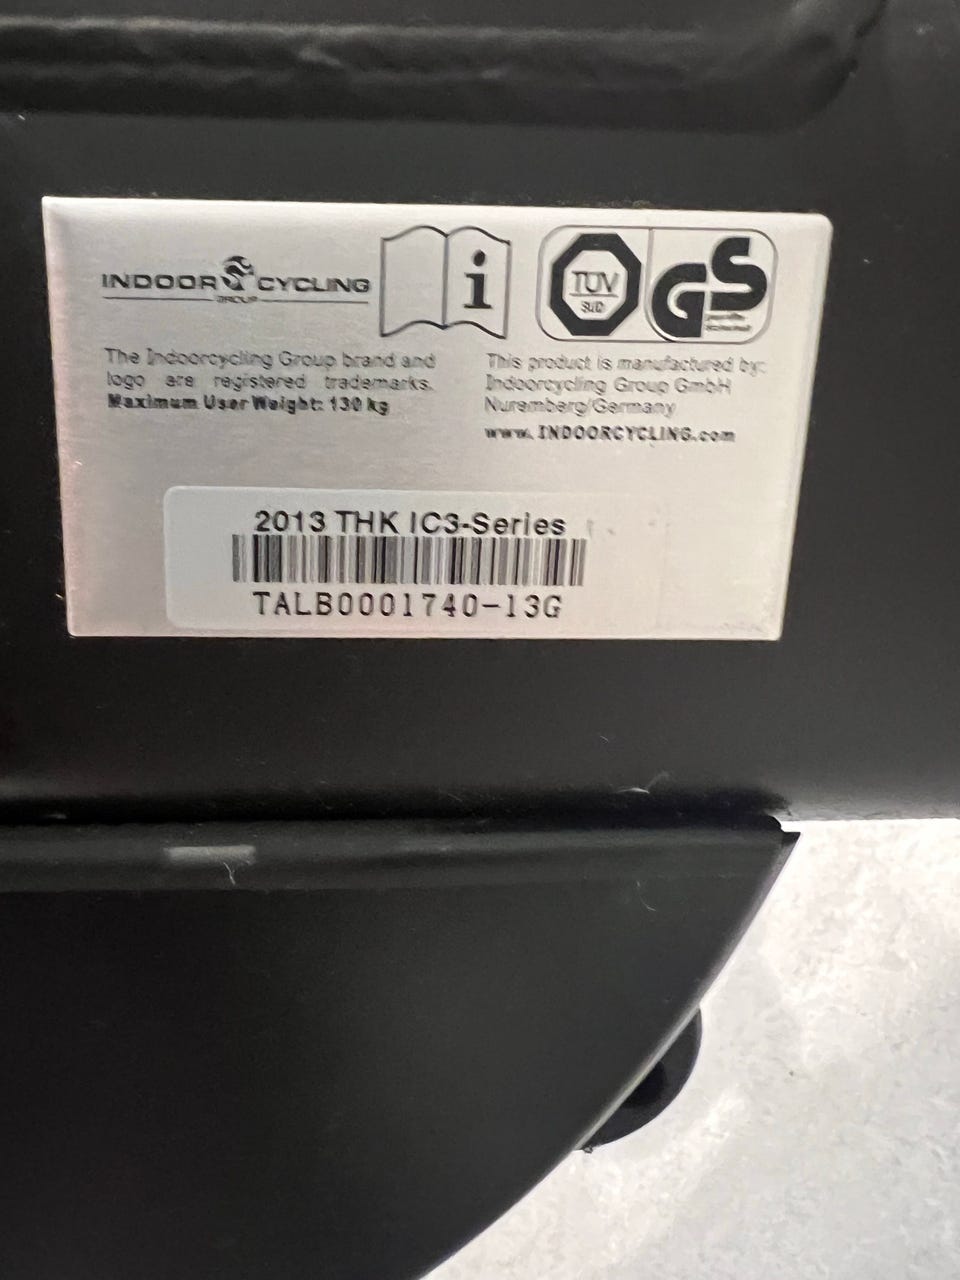 INDOOR CYCLING
GROUP
i
TÜV
SÜD
GS
geprüfte
Sicherheit
The Indoorcycling Group brand and
logo are registered trademarks.
Maximum User Weight: 130 kg
This product is manufactured by:
Indoorcycling Group GmbH
Nuremberg/Germany
www.INDOORCYCLING.com
2013 THK IC3-Series
TALB0001740-13G